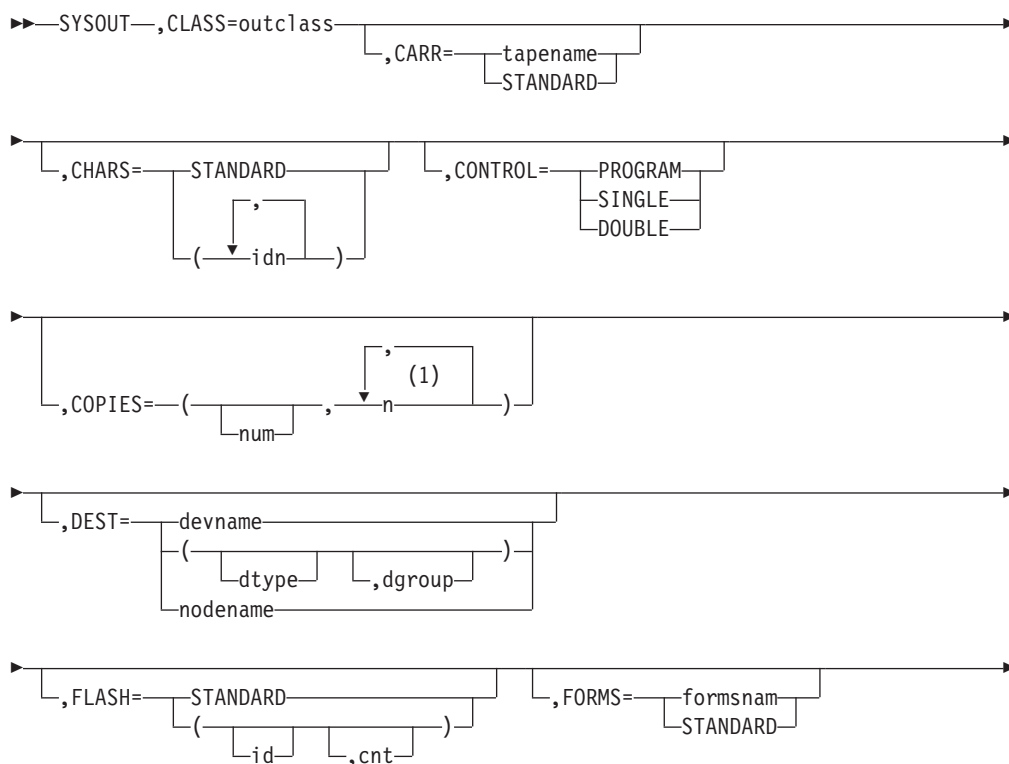 SYSOUT ,CLASS=outclass
,CARR= tapename
STANDARD
,CHARS= STANDARD
,
( idn )
,CONTROL= PROGRAM
SINGLE
DOUBLE
,
(1)
,COPIES= ( , n )
num
,DEST= devname
( )
dtype ,dgroup
nodename
,FLASH= STANDARD
( )
id ,cnt
,FORMS= formsnam
STANDARD